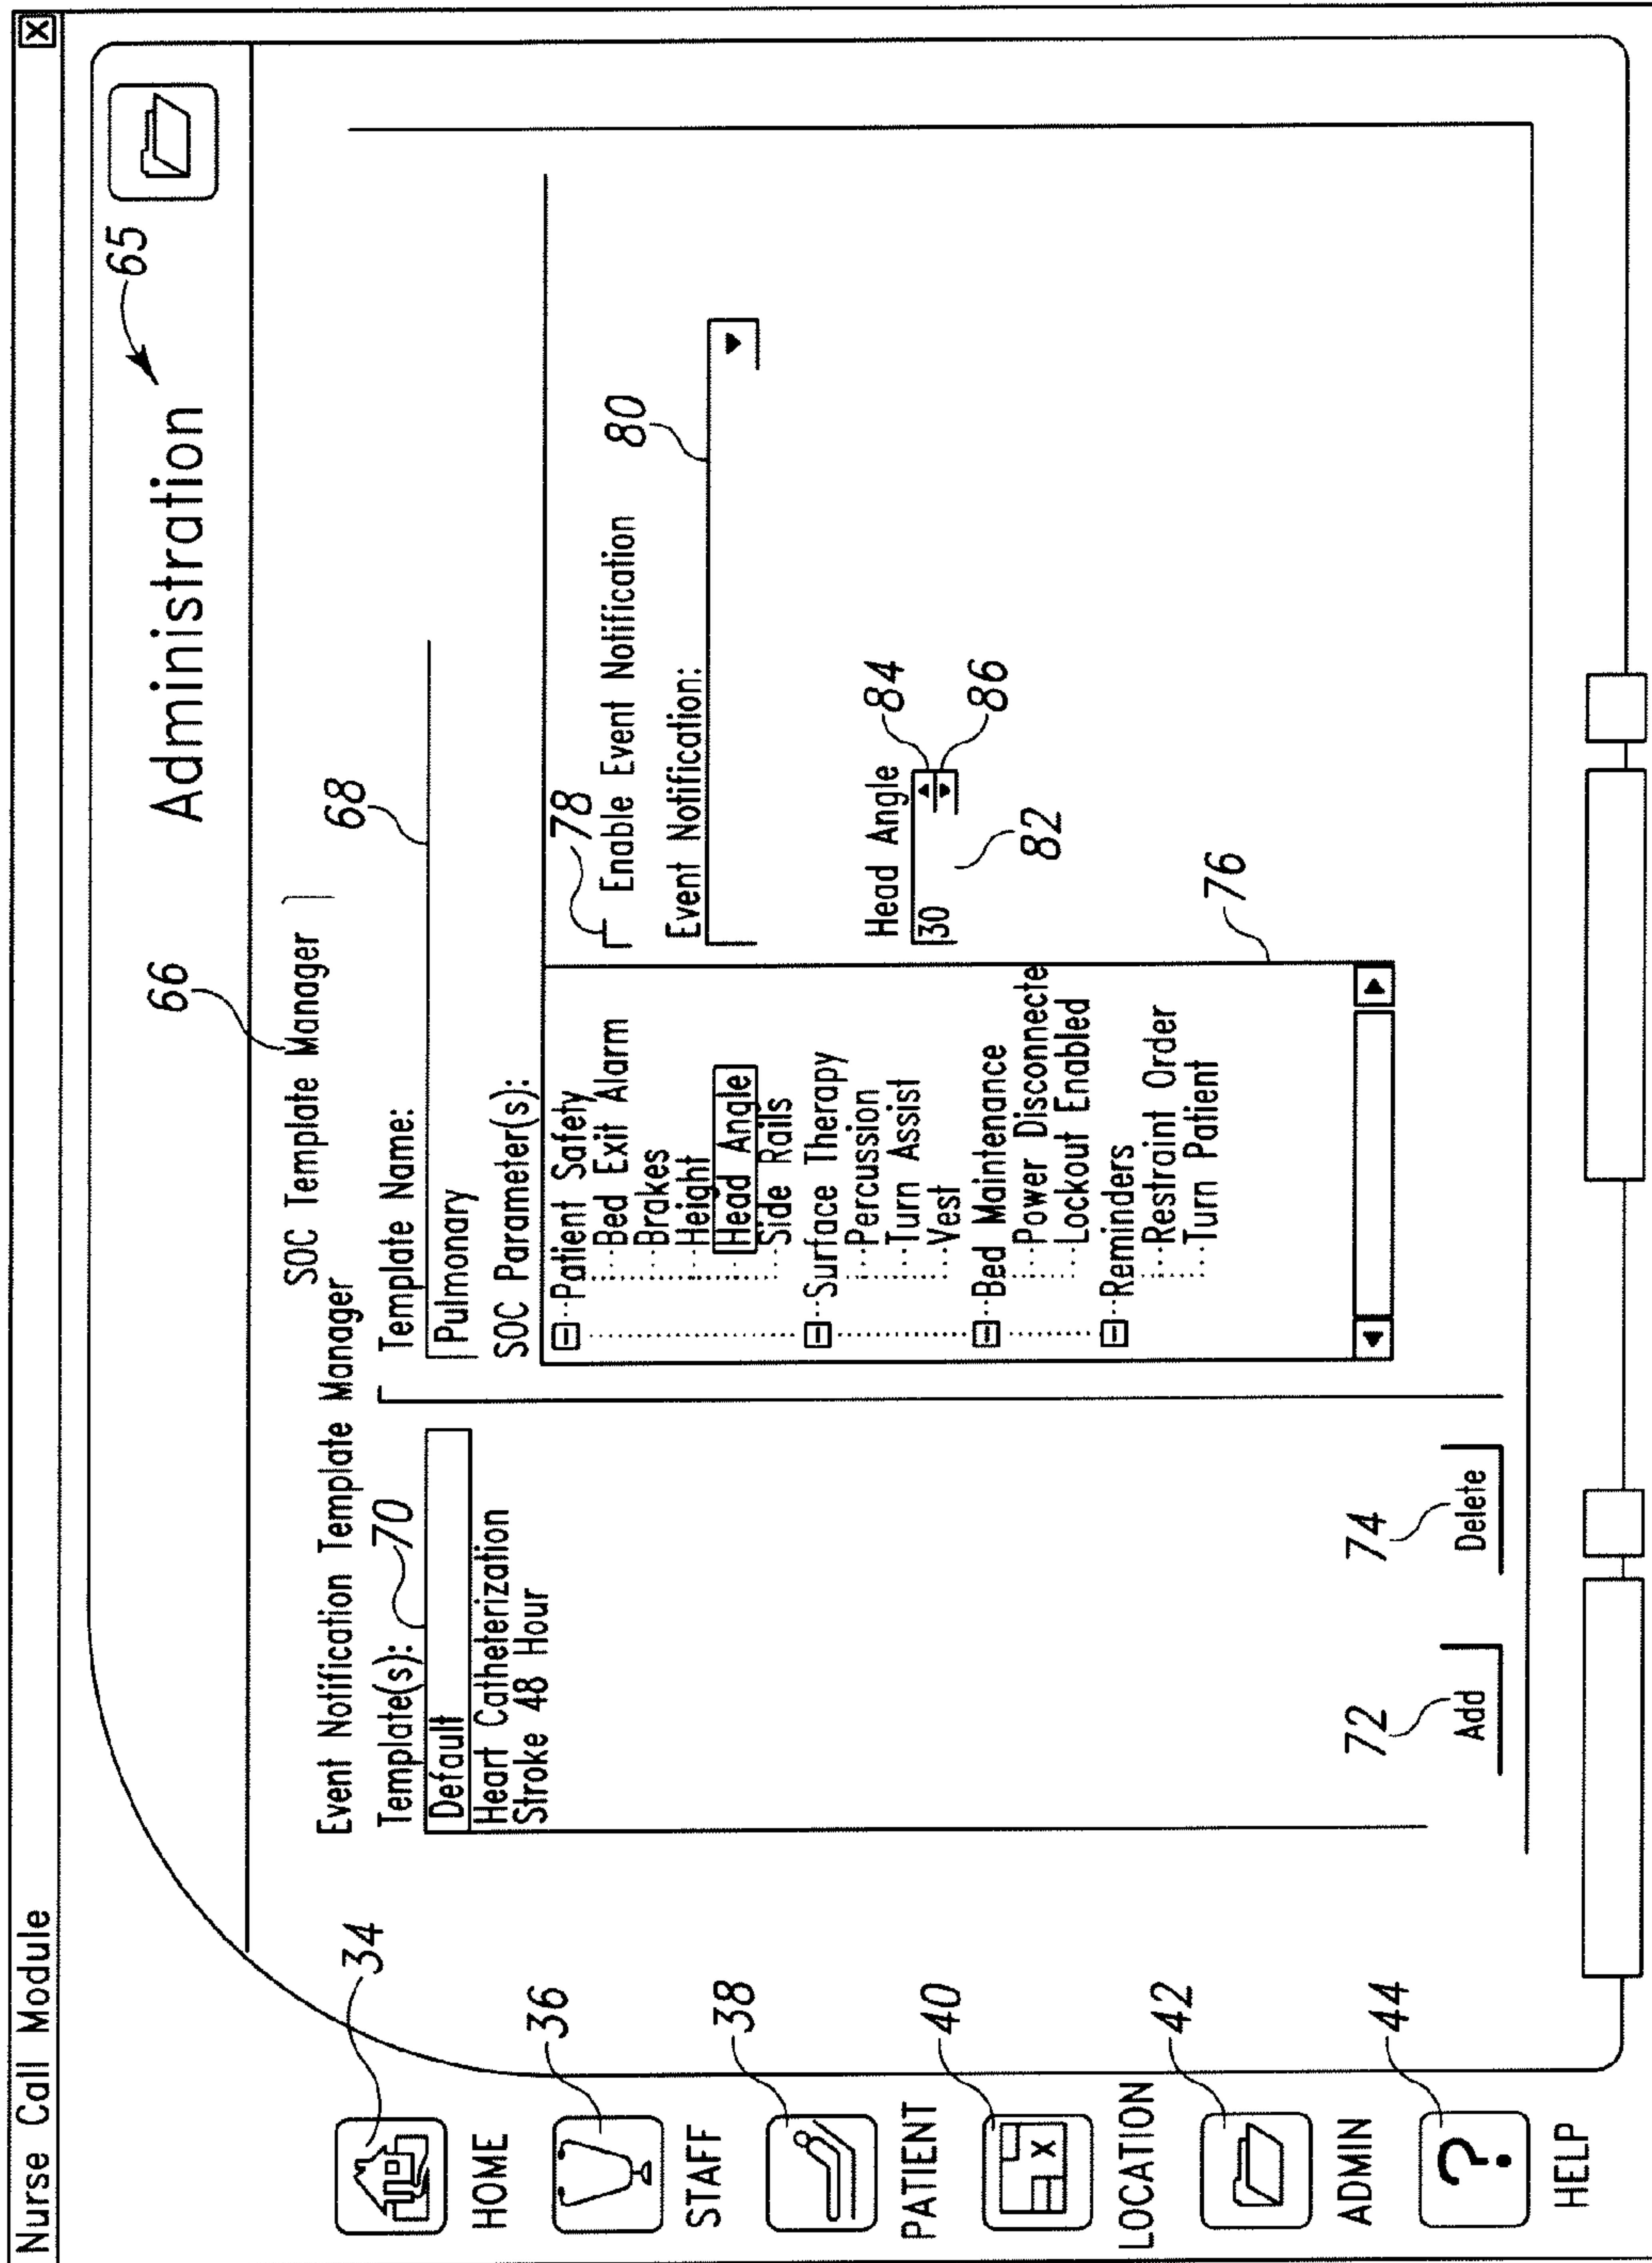 Nurse Call Module
X
Administration
65
66
SOC Template Manager
Event Notification Template Manager
Template(s):
70
Default
Heart Catheterization
Stroke 48 Hour
72
Add
74
Delete
Template Name:
68
Pulmonary
SOC Parameter(s):
Patient Safety
Bed Exit Alarm
Brakes
Height
Head Angle
Side Rails
Surface Therapy
Percussion
Turn Assist
Vest
Bed Maintenance
Power Disconnecte
Lockout Enabled
Reminders
Restraint Order
Turn Patient
76
78
Enable Event Notification
Event Notification:
80
Head Angle
30
84
86
82
34
HOME
36
STAFF
38
PATIENT
40
X
LOCATION
42
ADMIN
44
?
HELP